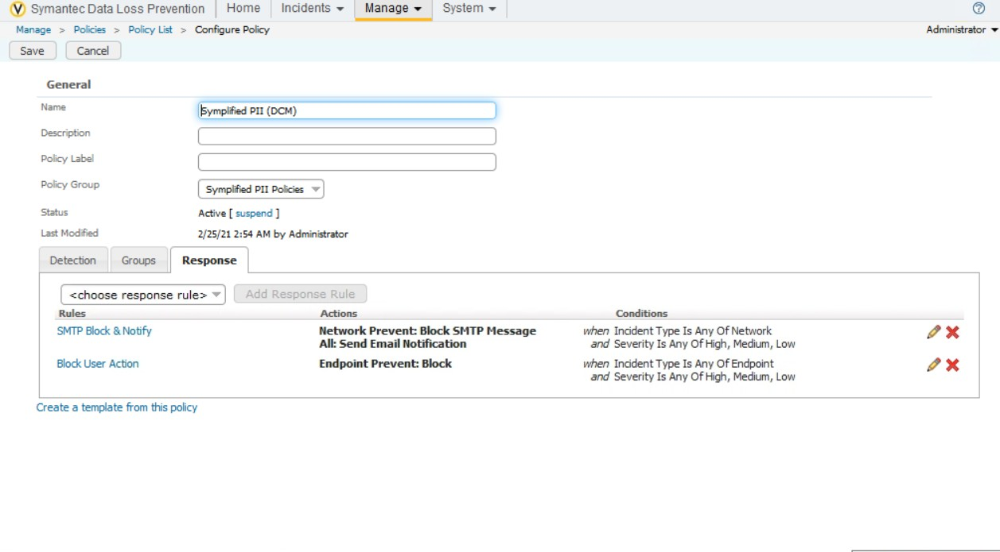 Symantec Data Loss Prevention Home Incidents Manage System
Manage > Policies > Policy List > Configure Policy Administrator
Save Cancel
General
Name Symplified PII (DCM)
Description
Policy Label
Policy Group Symplified PII Policies
Status Active [ suspend ]
Last Modified 2/25/21 2:54 AM by Administrator
Detection Groups Response
<choose response rule> Add Response Rule
Rules Actions Conditions
SMTP Block & Notify Network Prevent: Block SMTP Message when Incident Type Is Any Of Network
All: Send Email Notification and Severity Is Any Of High, Medium, Low
Block User Action Endpoint Prevent: Block when Incident Type Is Any Of Endpoint
and Severity Is Any Of High, Medium, Low
Create a template from this policy